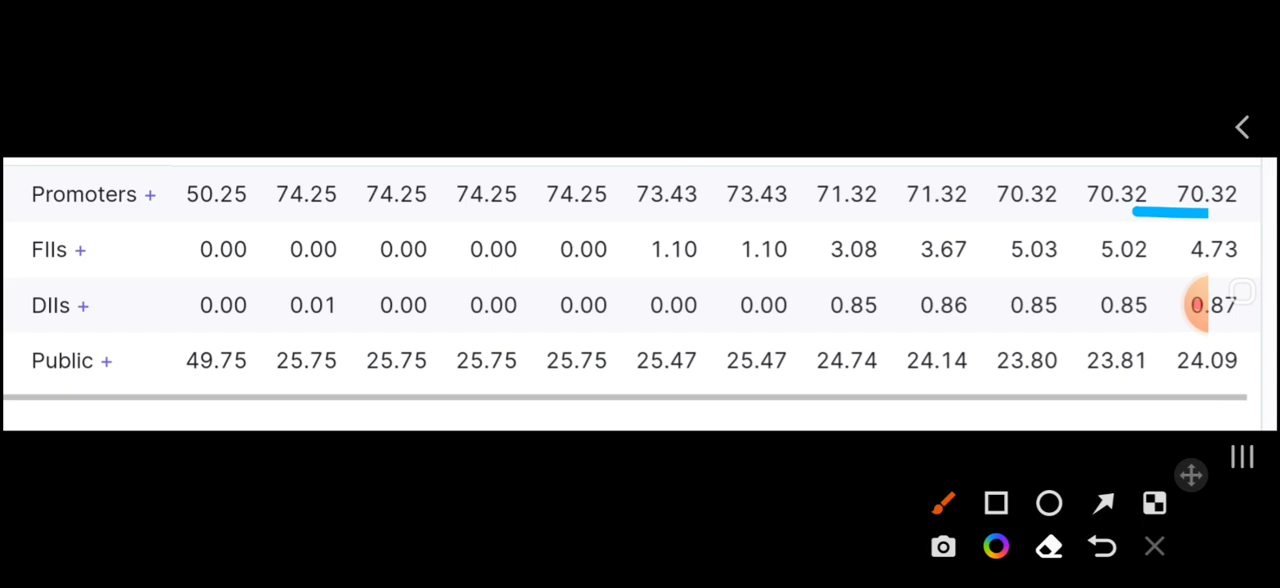 Promoters + 50.25 74.25 74.25 74.25 74.25 73.43 73.43 71.32 71.32 70.32 70.32 70.32
FIIs + 0.00 0.00 0.00 0.00 0.00 1.10 1.10 3.08 3.67 5.03 5.02 4.73
DIIs + 0.00 0.01 0.00 0.00 0.00 0.00 0.00 0.85 0.86 0.85 0.85 0.87
Public + 49.75 25.75 25.75 25.75 25.75 25.47 25.47 24.74 24.14 23.80 23.81 24.09